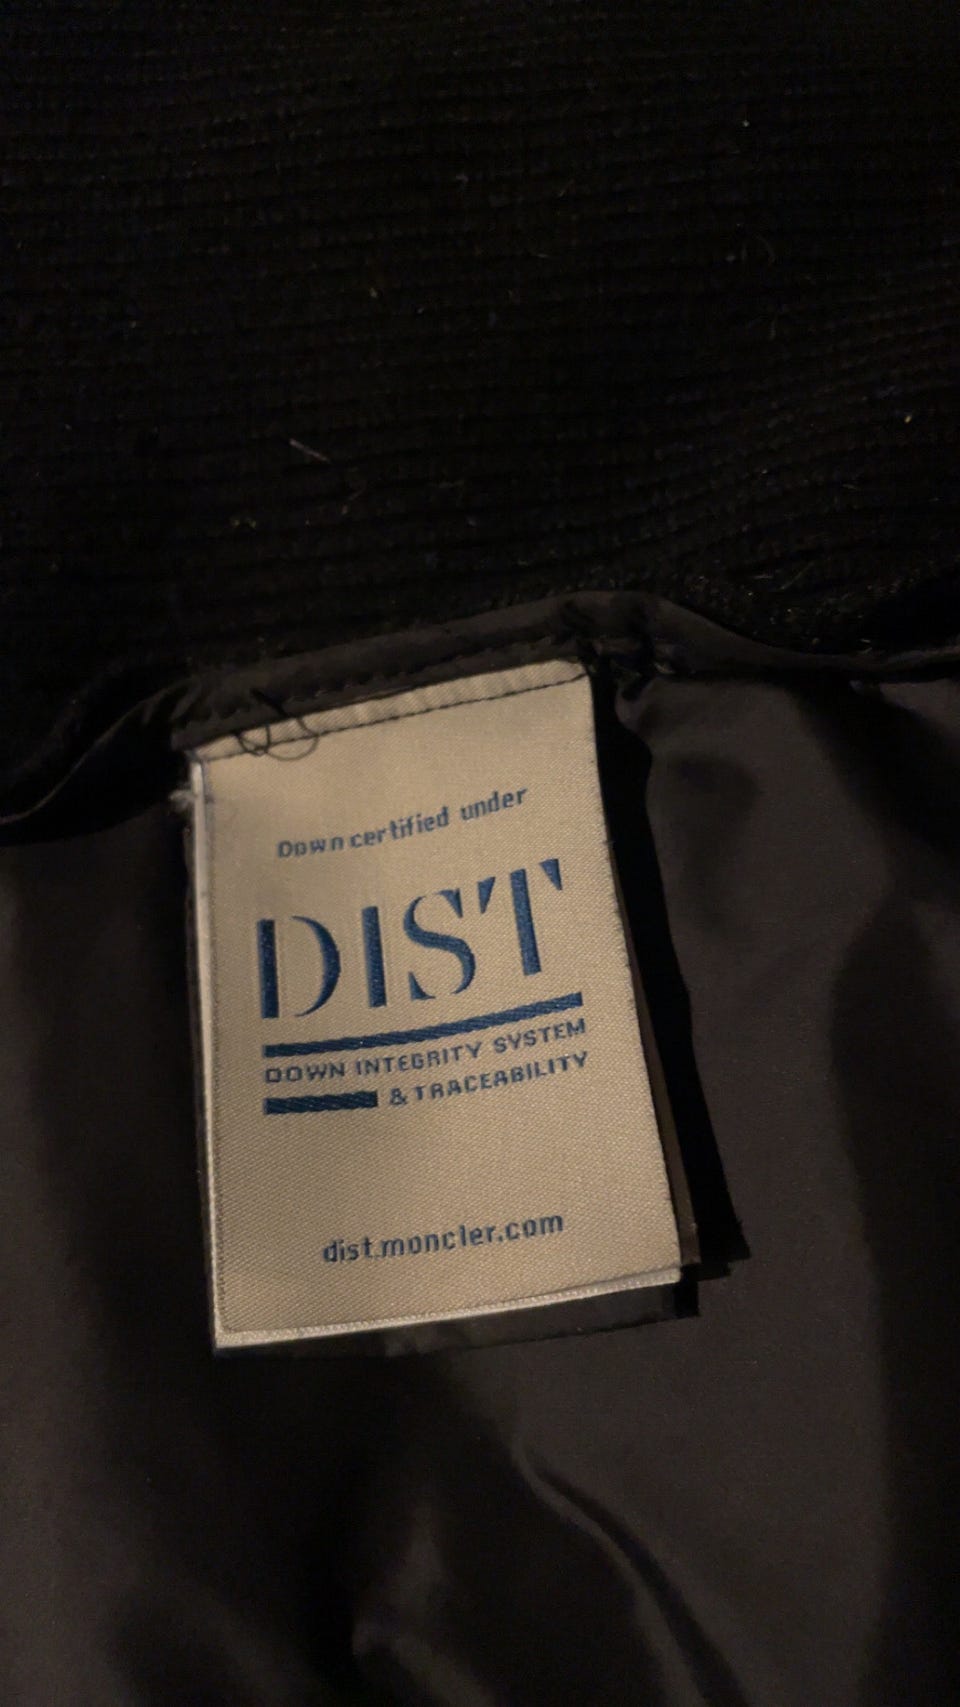 Down certified under
DIST
DOWN INTEGRITY SYSTEM
& TRACEABILITY
dist.moncler.com